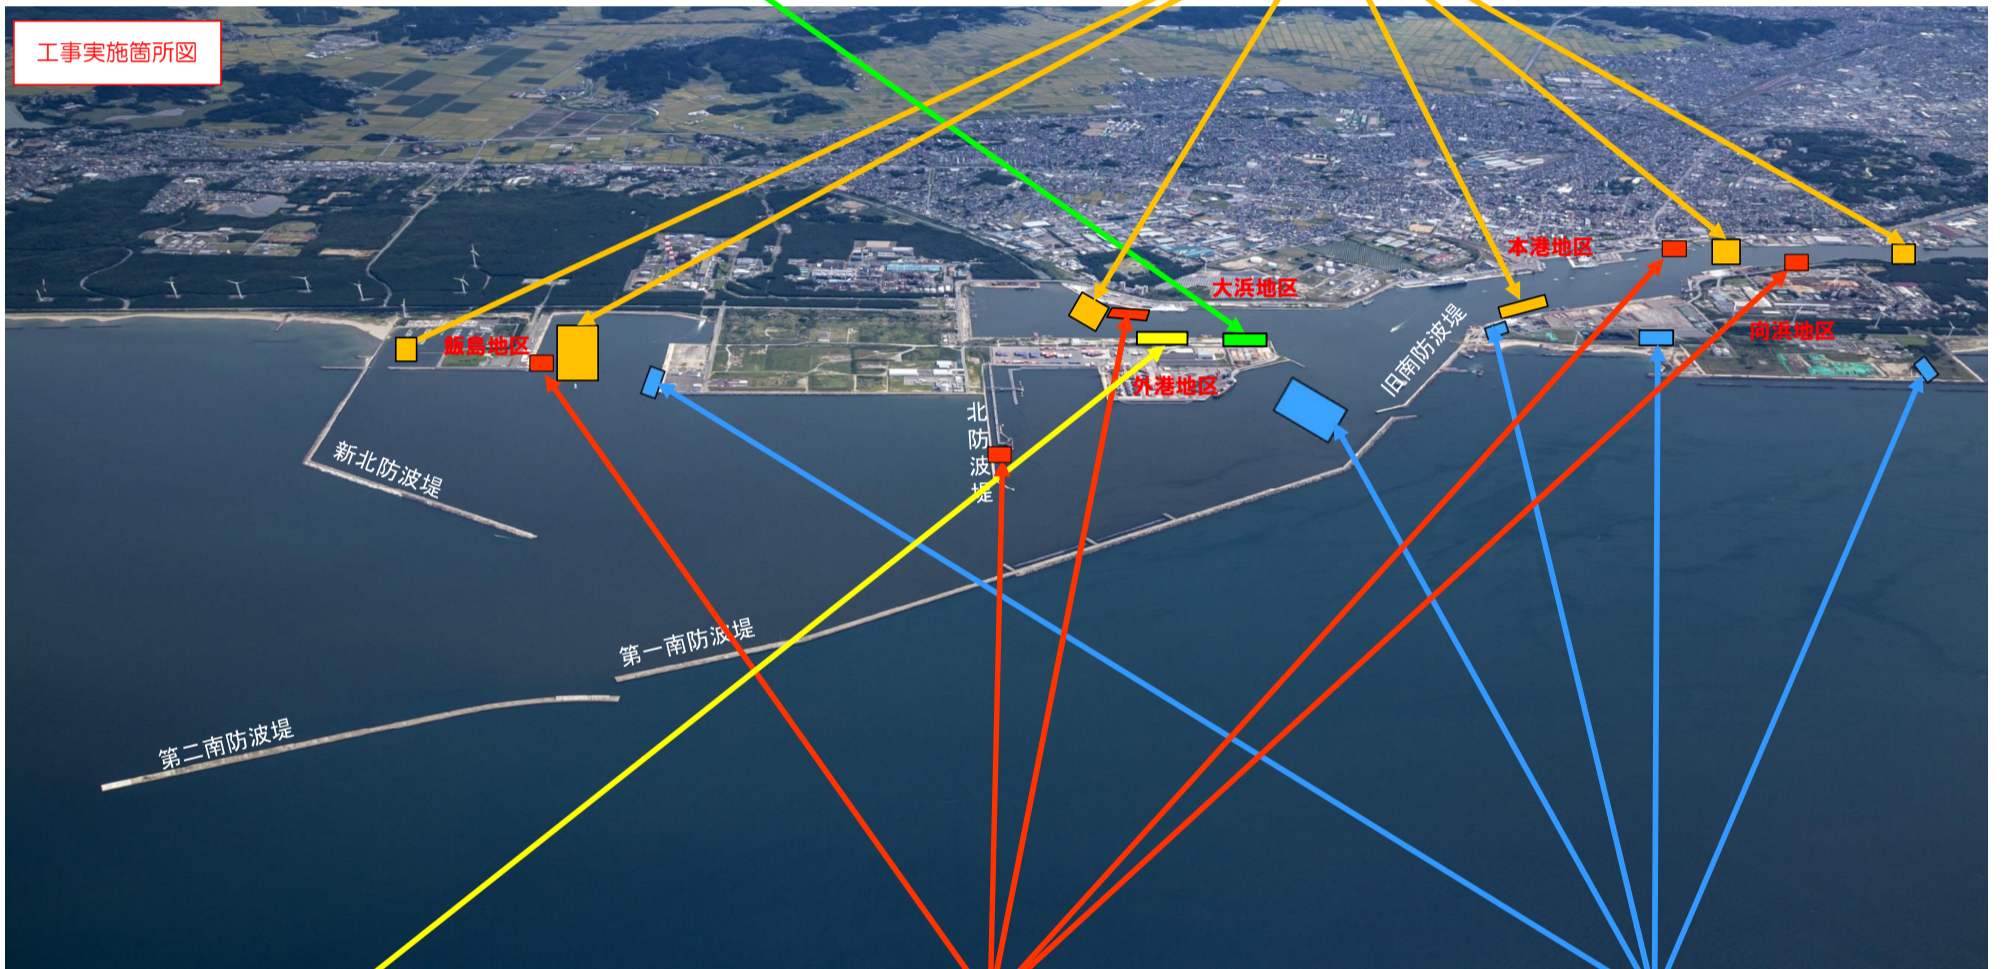 工事実施箇所図
本港地区
大浜地区
飯島地区
向浜地区
外港地区
旧南防波堤
北防波堤
新北防波堤
第一南防波堤
第二南防波堤